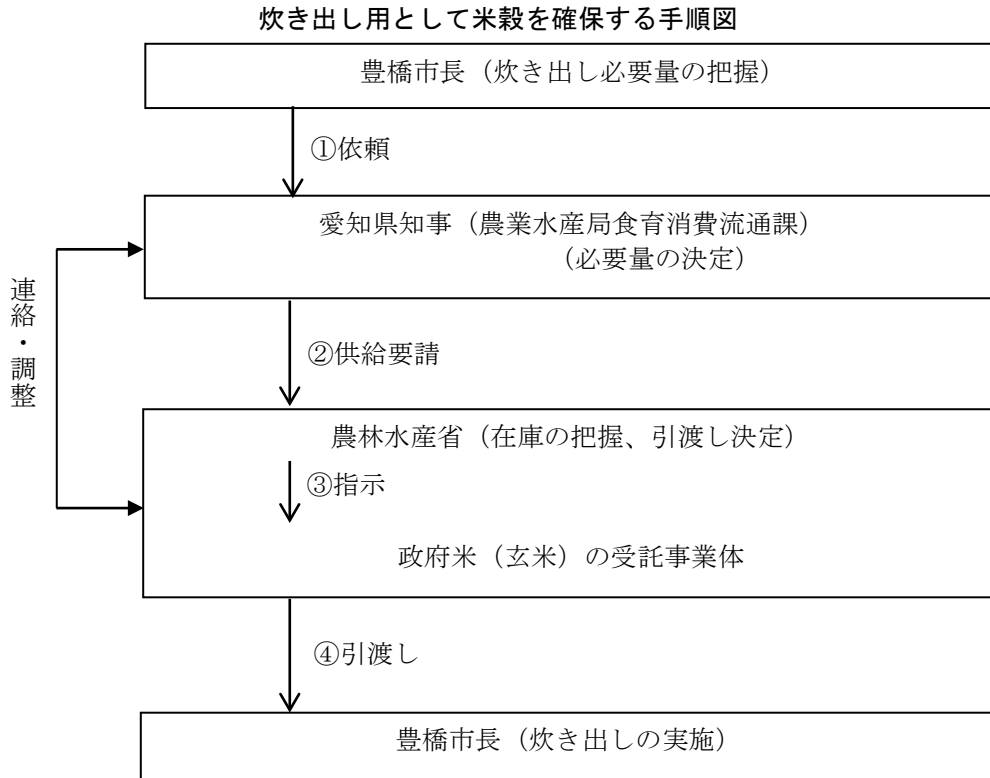 炊き出し用として米穀を確保する手順図
豊橋市長（炊き出し必要量の把握）
①依頼
愛知県知事（農業水産局食育消費流通課）
（必要量の決定）
連絡・調整
②供給要請
農林水産省（在庫の把握、引渡し決定）
③指示
政府米（玄米）の受託事業体
④引渡し
豊橋市長（炊き出しの実施）